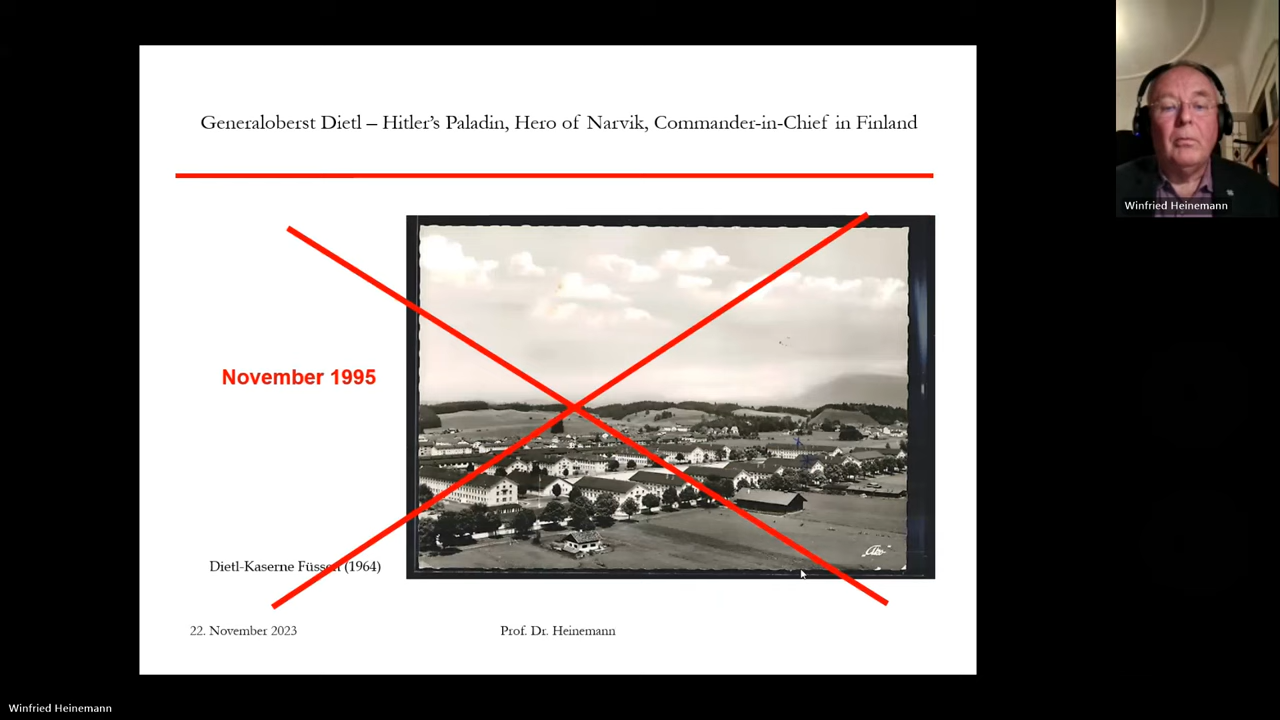 Generaloberst Dietl – Hitler's Paladin, Hero of Narvik, Commander-in-Chief in Finland
Winfried Heinemann
November 1995
Dietl-Kaserne Füssen (1964)
22. November 2023
Prof. Dr. Heinemann
Winfried Heinemann